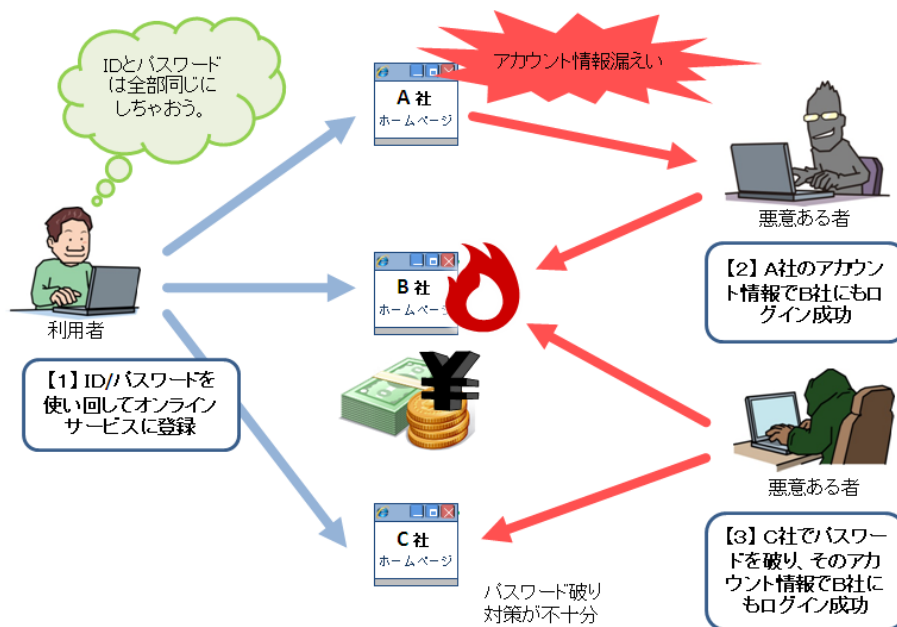 IDとパスワード
は全部同じに
しちゃおう。
アカウント情報漏えい
A 社
ホームページ
悪意ある者
【2】A社のアカウン
ト情報でB社にもロ
グイン成功
B 社
ホームページ
利用者
【1】ID/パスワードを
使い回してオンライン
サービスに登録
¥
悪意ある者
C 社
ホームページ
パスワード破り
対策が不十分
【3】C社でパスワー
ドを破り、そのアカ
ウント情報でB社に
もログイン成功